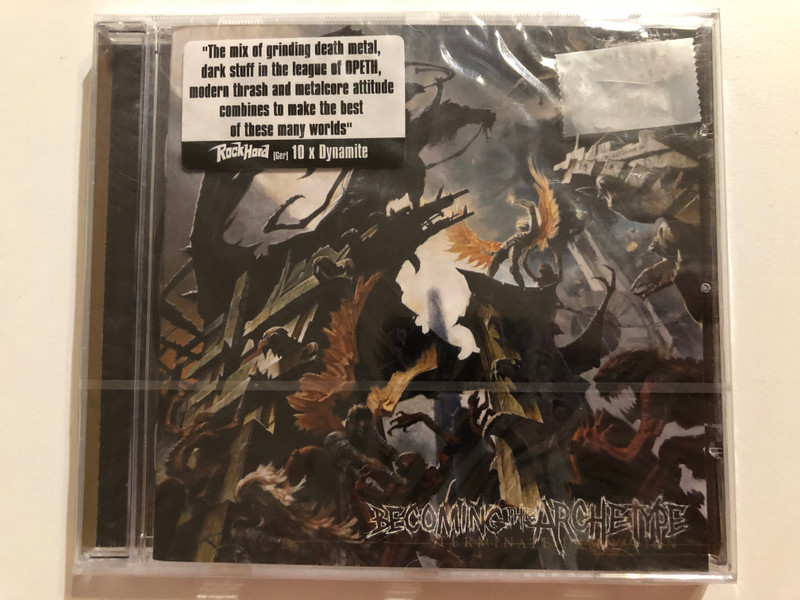 "The mix of grinding death metal,
dark stuff in the league of OPETH,
modern thrash and metalcore attitude
combines to make the best
of these many worlds"
RockHard (Ger) 10 x Dynamite
BECOMING THE ARCHETYPE